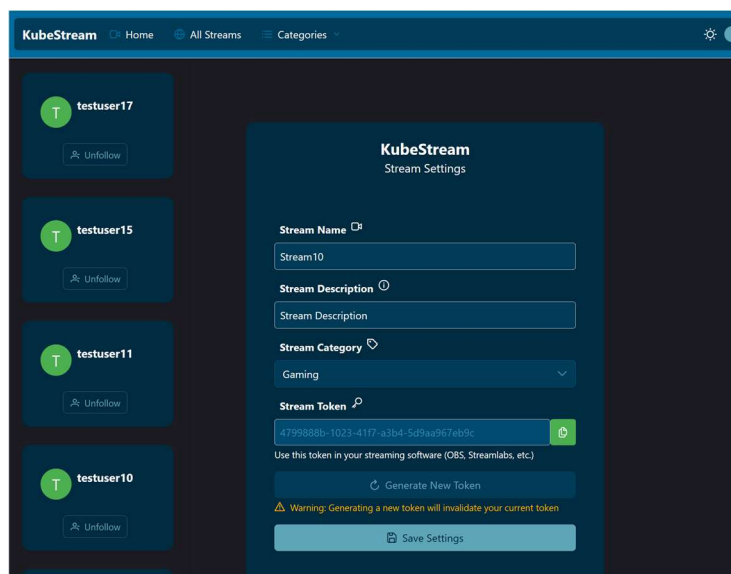 KubeStream Home All Streams Categories
testuser17
T
Unfollow
testuser15
T
Unfollow
testuser11
T
Unfollow
testuser10
T
Unfollow
KubeStream
Stream Settings
Stream Name
Stream10
Stream Description
Stream Description
Stream Category
Gaming
Stream Token
4799888b-1023-41f7-a3b4-5d9aa967eb9c
Use this token in your streaming software (OBS, Streamlabs, etc.)
Generate New Token
Warning: Generating a new token will invalidate your current token
Save Settings